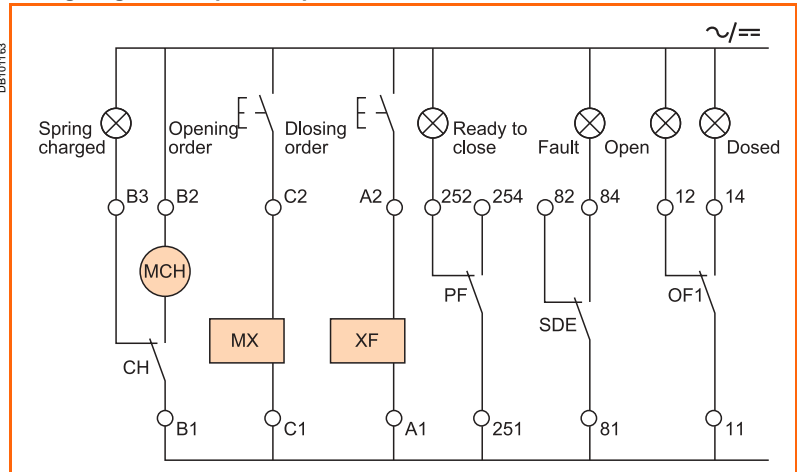 DB101163
~/==
Spring
charged
Opening
order
Dlosing
order
Ready to
close
Fault
Open
Dosed
B3
B2
C2
A2
252
254
82
84
12
14
MCH
PF
OF1
SDE
MX
XF
CH
B1
C1
A1
251
81
11